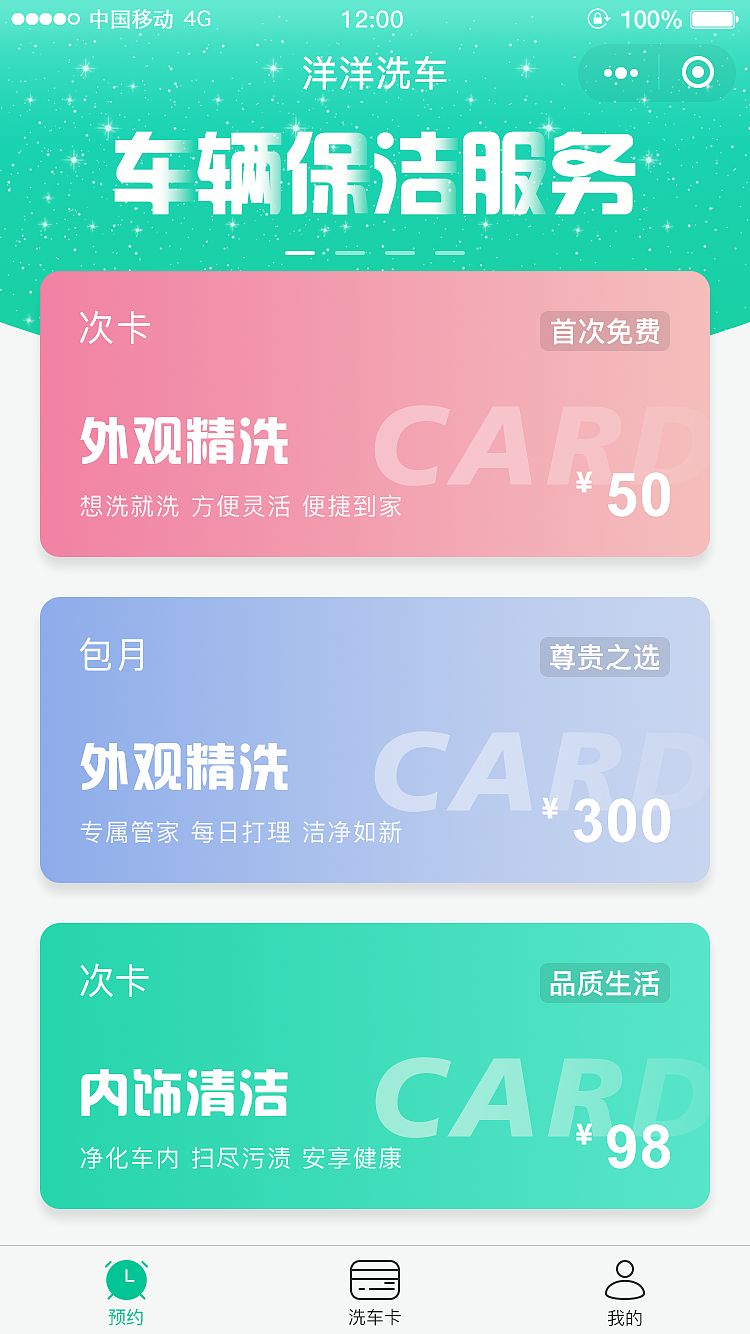 中国移动 4G 12:00 100%
洋洋洗车
车辆保洁服务
次卡 首次免费
外观精洗
CARD
想洗就洗 方便灵活 便捷到家 ¥ 50
包月 尊贵之选
外观精洗
CARD
专属管家 每日打理 洁净如新 ¥ 300
次卡 品质生活
内饰清洁
CARD
净化车内 扫尽污渍 安享健康 ¥ 98
预约 洗车卡 我的